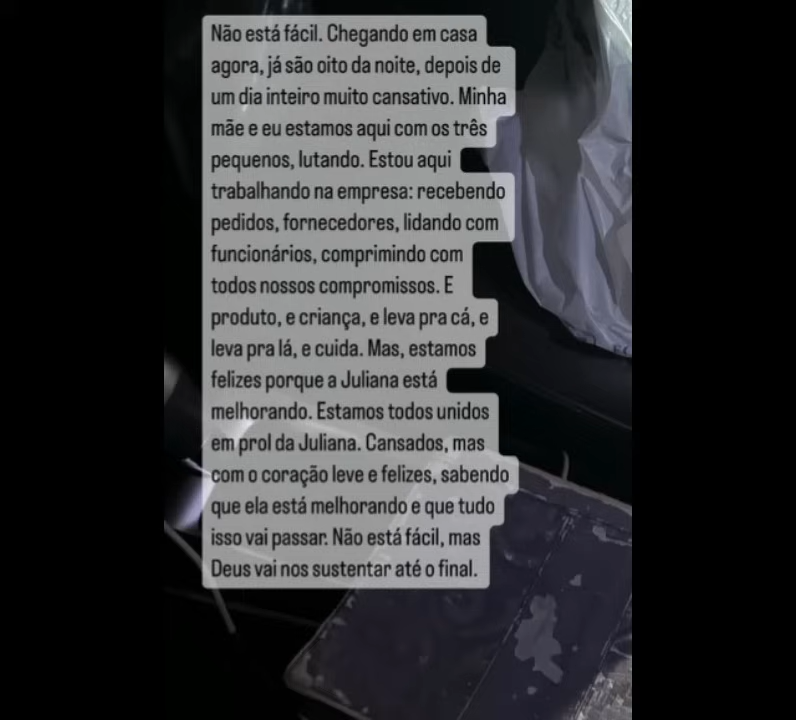 Não está fácil. Chegando em casa
agora, já são oito da noite, depois de
um dia inteiro muito cansativo. Minha
mãe e eu estamos aqui com os três
pequenos, lutando. Estou aqui
trabalhando na empresa: recebendo
pedidos, fornecedores, lidando com
funcionários, comprimindo com
todos nossos compromissos. E
produto, e criança, e leva pra cá, e
leva pra lá, e cuida. Mas, estamos
felizes porque a Juliana está
melhorando. Estamos todos unidos
em prol da Juliana. Cansados, mas
com o coração leve e felizes, sabendo
que ela está melhorando e que tudo
isso vai passar. Não está fácil, mas
Deus vai nos sustentar até o final.